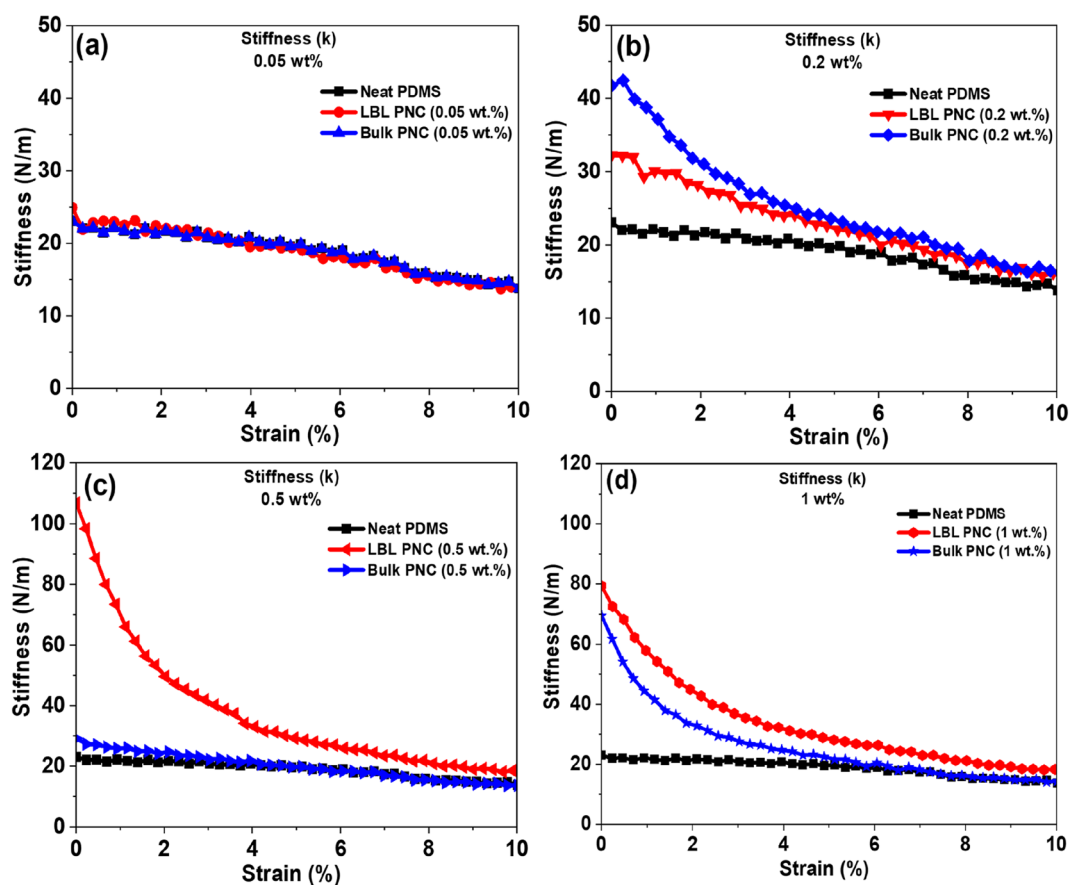 (a)
Stiffness (k)
0.05 wt%
Neat PDMS
LBL PNC (0.05 wt.%)
Bulk PNC (0.05 wt.%)
Stiffness (N/m)
50
40
30
20
10
0
0 2 4 6 8 10
Strain (%)
(b)
Stiffness (k)
0.2 wt%
Neat PDMS
LBL PNC (0.2 wt.%)
Bulk PNC (0.2 wt.%)
Stiffness (N/m)
50
40
30
20
10
0
0 2 4 6 8 10
Strain (%)
(c)
Stiffness (k)
0.5 wt%
Neat PDMS
LBL PNC (0.5 wt.%)
Bulk PNC (0.5 wt.%)
Stiffness (N/m)
120
100
80
60
40
20
0
0 2 4 6 8 10
Strain (%)
(d)
Stiffness (k)
1 wt%
Neat PDMS
LBL PNC (1 wt.%)
Bulk PNC (1 wt.%)
Stiffness (N/m)
120
100
80
60
40
20
0
0 2 4 6 8 10
Strain (%)